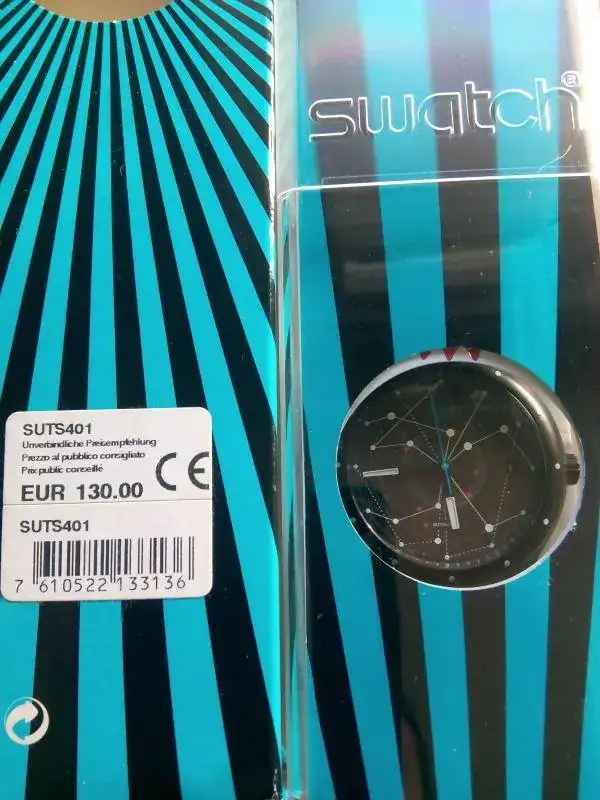 swatch®
SUTS401
Unverbindliche Preisempfehlung
Prezzo al pubblico consigliato
Prix public conseillé
CE
EUR 130.00
SUTS401
7 610522 133136